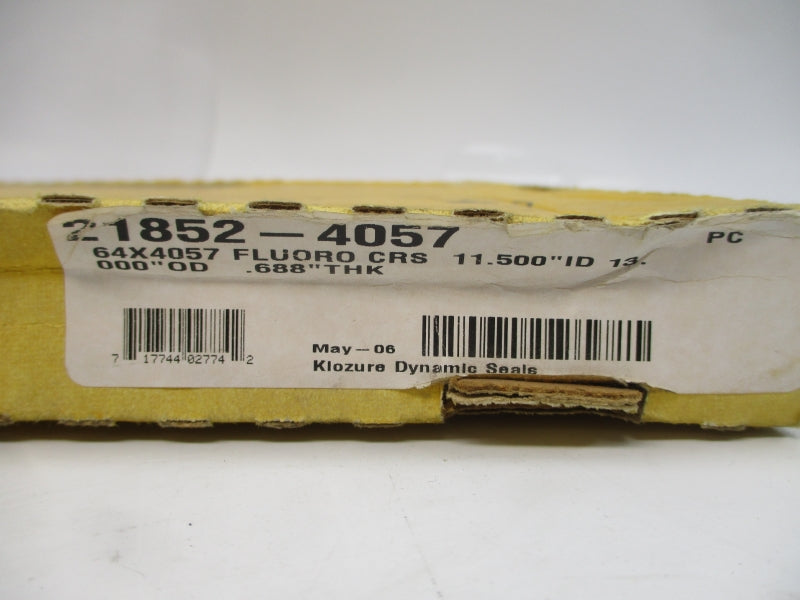 21852-4057
PC
64X4057 FLUORO CRS 11.500"ID 13.
000"OD .688"THK
7 17744 02774 2
May-06
Klozure Dynamic Seals